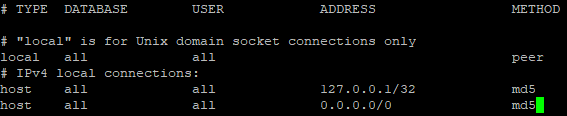 # TYPE  DATABASE        USER            ADDRESS                 METHOD
# "local" is for Unix domain socket connections only
local   all             all                                     peer
# IPv4 local connections:
host    all             all             127.0.0.1/32            md5
host    all             all             0.0.0.0/0               md5